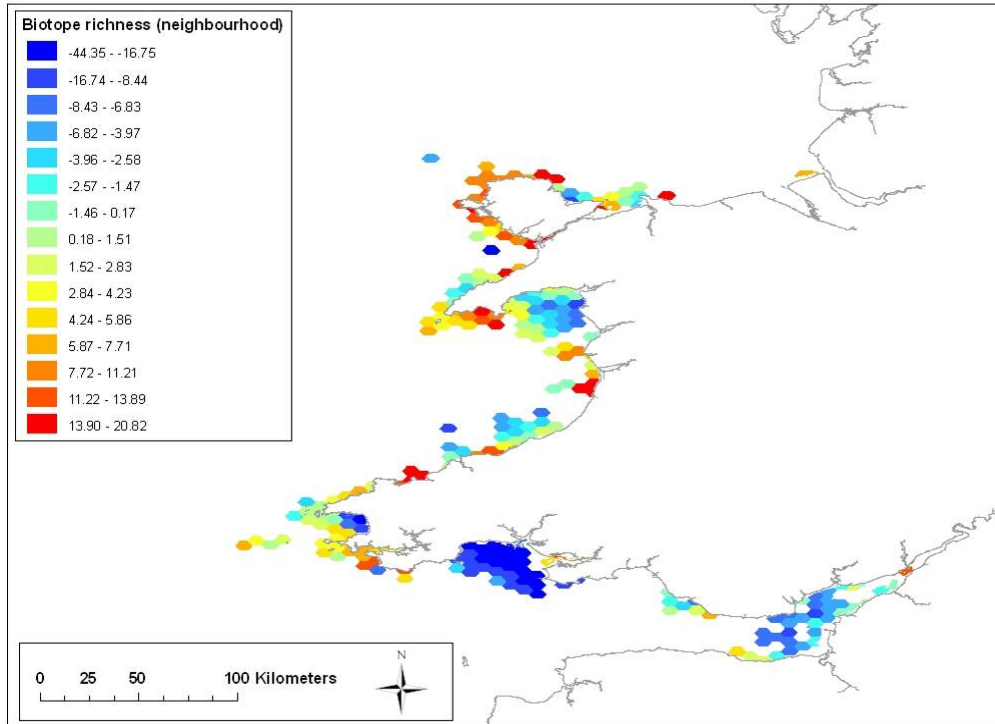 Biotope richness (neighbourhood)
-44.35 - -16.75
-16.74 - -8.44
-8.43 - -6.83
-6.82 - -3.97
-3.96 - -2.58
-2.57 - -1.47
-1.46 - 0.17
0.18 - 1.51
1.52 - 2.83
2.84 - 4.23
4.24 - 5.86
5.87 - 7.71
7.72 - 11.21
11.22 - 13.89
13.90 - 20.82
N
0 25 50 100 Kilometers